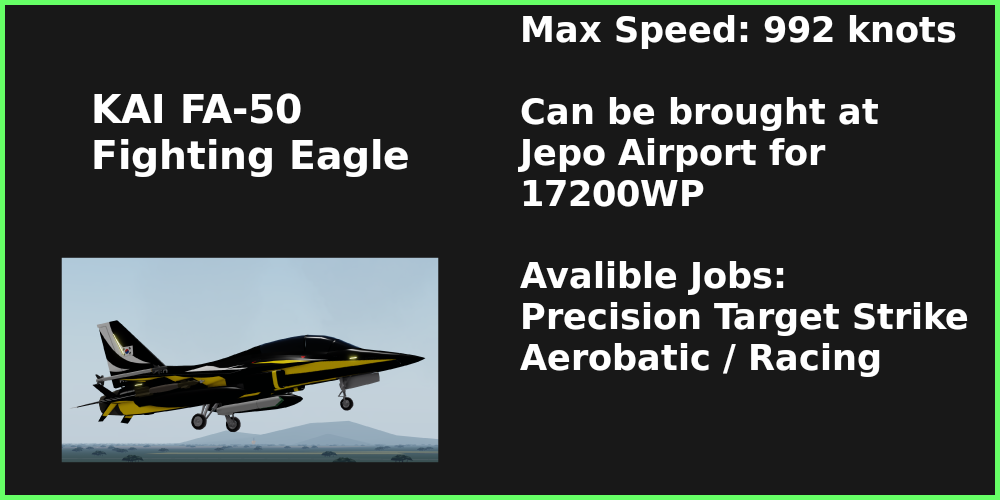 KAI FA-50
Fighting Eagle
Max Speed: 992 knots
Can be brought at
Jepo Airport for
17200WP
Avalible Jobs:
Precision Target Strike
Aerobatic / Racing